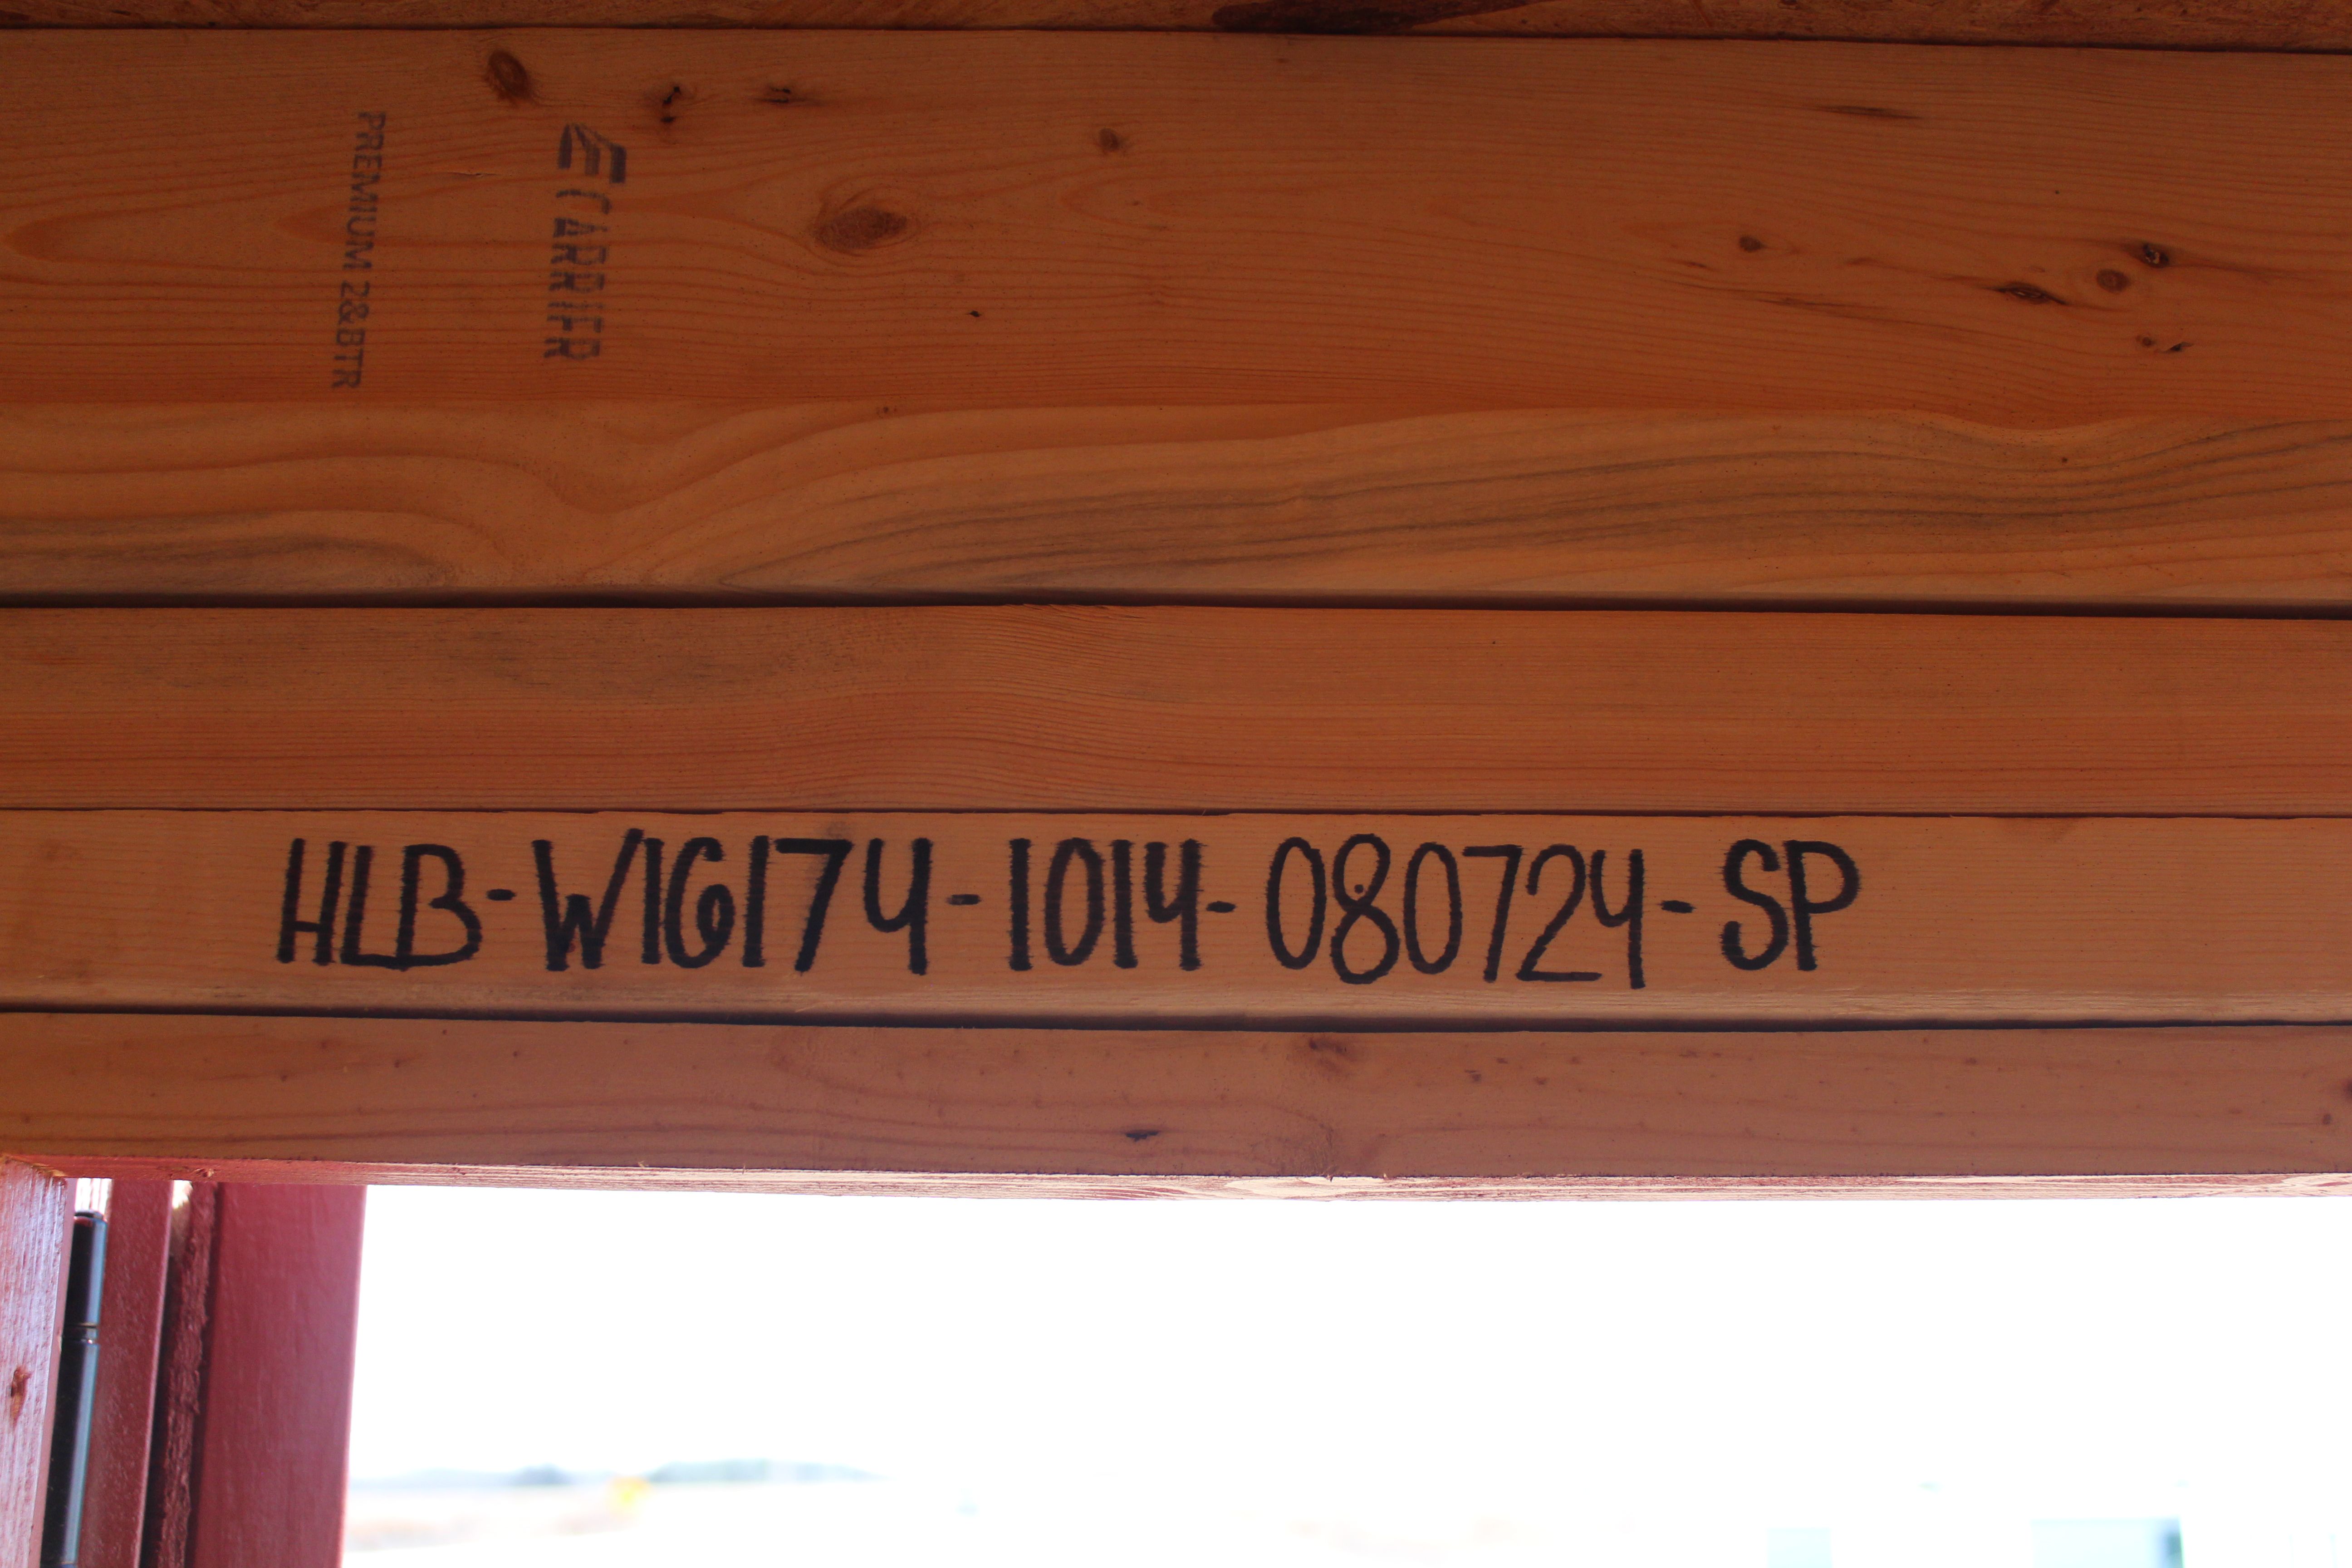 PREMIUM 2&BTR
CARRIER
HLB-W16174-1014-080724-SP